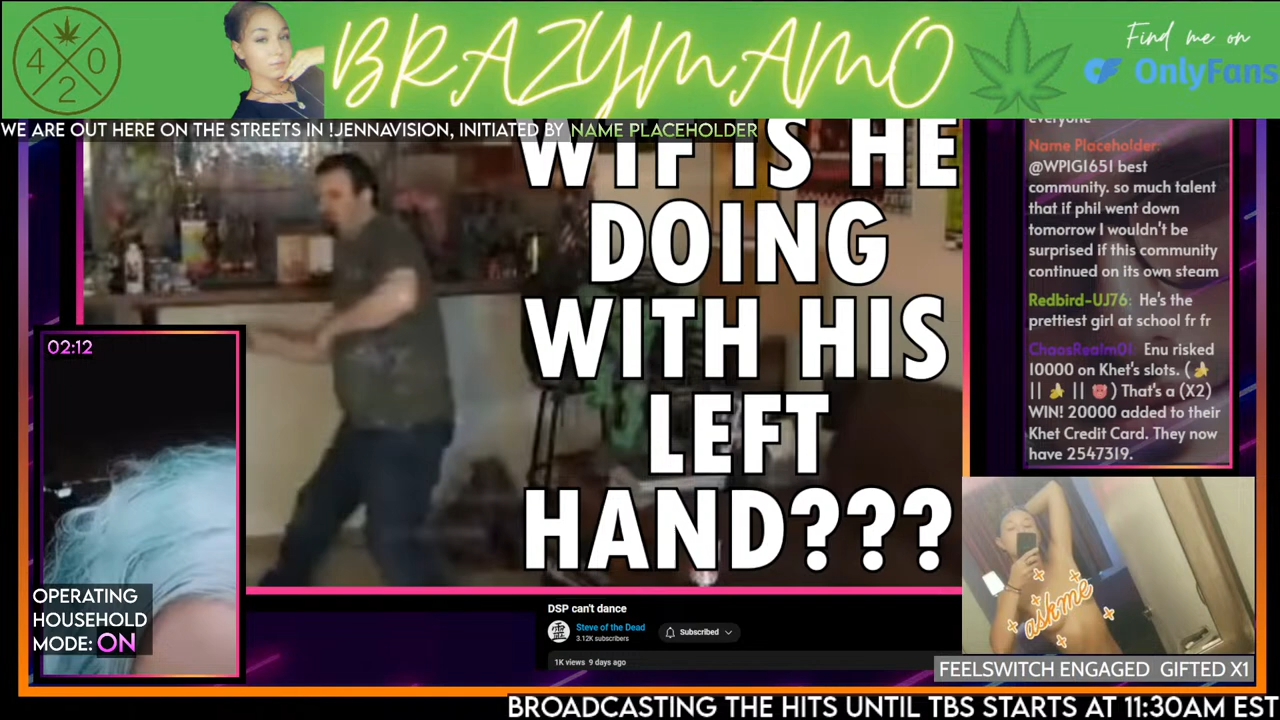 4 2 0
BRAZYMAMO
Find me on
OnlyFans
WE ARE OUT HERE ON THE STREETS IN !JENNAVISION, INITIATED BY NAME PLACEHOLDER
WTF IS HE
DOING
WITH HIS
LEFT
HAND???
everyone
Name Placeholder:
@WPIG1651 best
community. so much talent
that if phil went down
tomorrow I wouldn't be
surprised if this community
continued on its own steam
Redbird-UJ76: He's the
prettiest girl at school fr fr
ChaosRealm01: Enu risked
10000 on Khet's slots. (🍌
|| 🍌 || 🐷) That's a (X2)
WIN! 20000 added to their
Khet Credit Card. They now
have 2547319.
02:12
OPERATING
HOUSEHOLD
MODE: ON
DSP can't dance
Steve of the Dead
3.12K subscribers
Subscribed
1K views 9 days ago
askme
FEELSWITCH ENGAGED GIFTED X1
BROADCASTING THE HITS UNTIL TBS STARTS AT 11:30AM EST